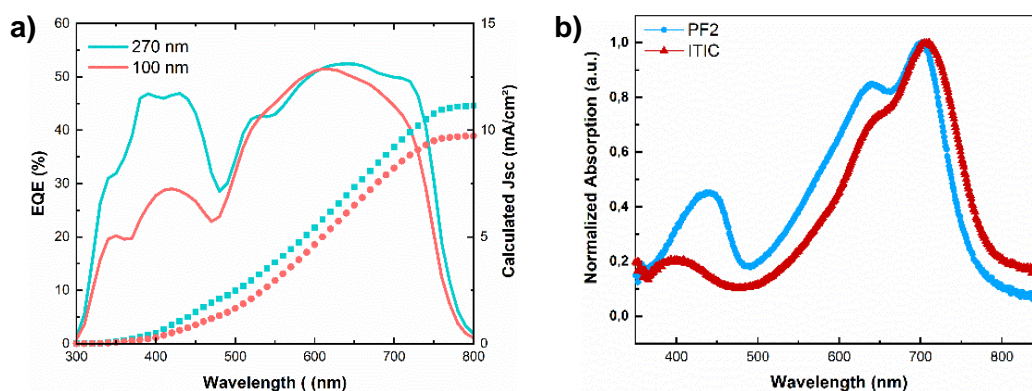 a)
270 nm
100 nm
EQE (%)
60
50
40
30
20
10
0
300 400 500 600 700 800
Wavelength ( (nm)
15
10
5
0
Calculated Jsc (mA/cm²)
b)
PF2
ITIC
Normalized Absorption (a.u.)
1,0
0,8
0,6
0,4
0,2
0,0
400 500 600 700 800
Wavelength (nm)